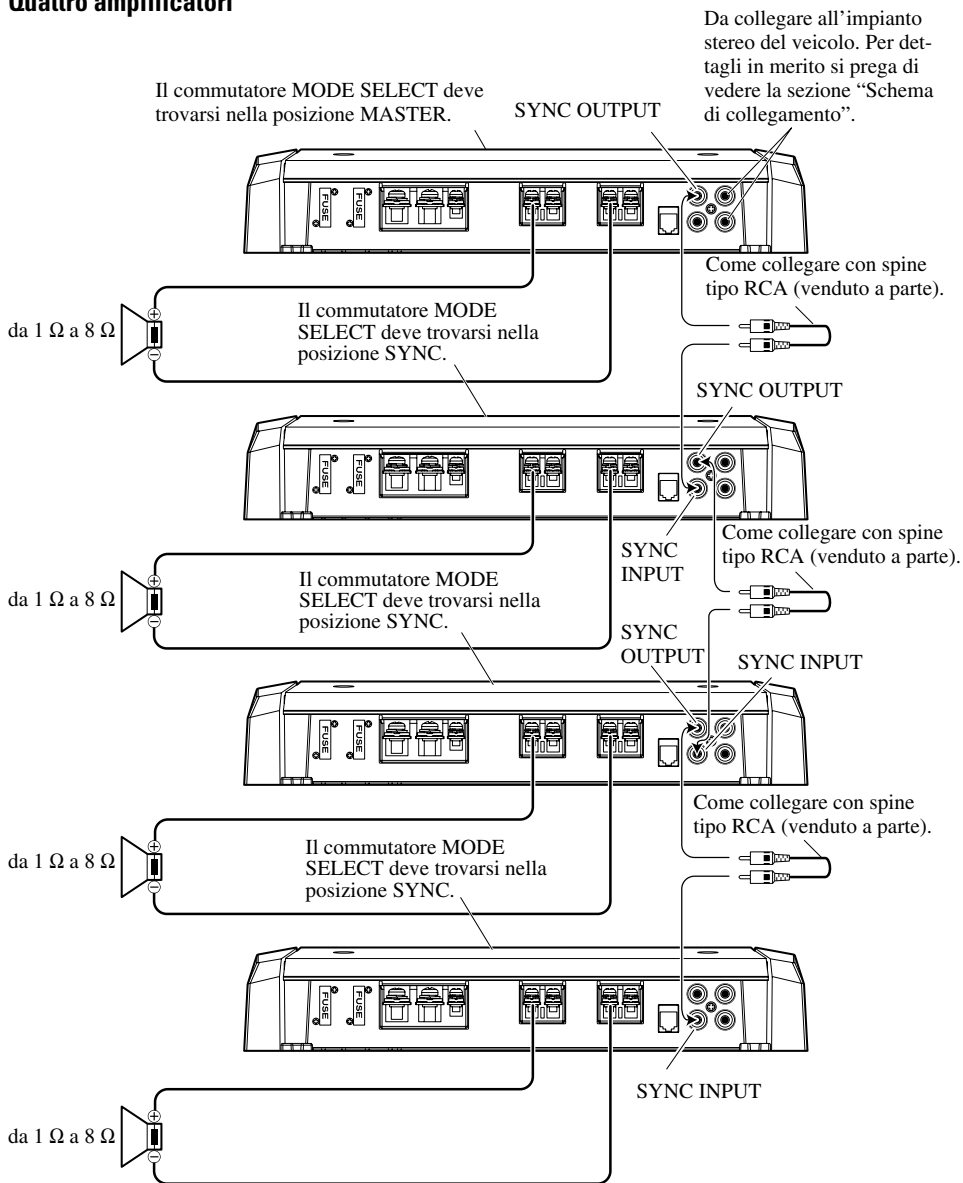 Quattro amplificatori
Da collegare all'impianto
stereo del veicolo. Per det-
tagli in merito si prega di
vedere la sezione “Schema
di collegamento”.
Il commutatore MODE SELECT deve
trovarsi nella posizione MASTER.
SYNC OUTPUT
FUSE
FUSE
Come collegare con spine
tipo RCA (venduto a parte).
da 1 Ω a 8 Ω
Il commutatore MODE
SELECT deve trovarsi nella
posizione SYNC.
SYNC OUTPUT
FUSE
FUSE
SYNC
INPUT
Come collegare con spine
tipo RCA (venduto a parte).
da 1 Ω a 8 Ω
Il commutatore MODE
SELECT deve trovarsi nella
posizione SYNC.
SYNC
OUTPUT
SYNC INPUT
FUSE
FUSE
Come collegare con spine
tipo RCA (venduto a parte).
da 1 Ω a 8 Ω
Il commutatore MODE
SELECT deve trovarsi nella
posizione SYNC.
FUSE
FUSE
SYNC INPUT
da 1 Ω a 8 Ω